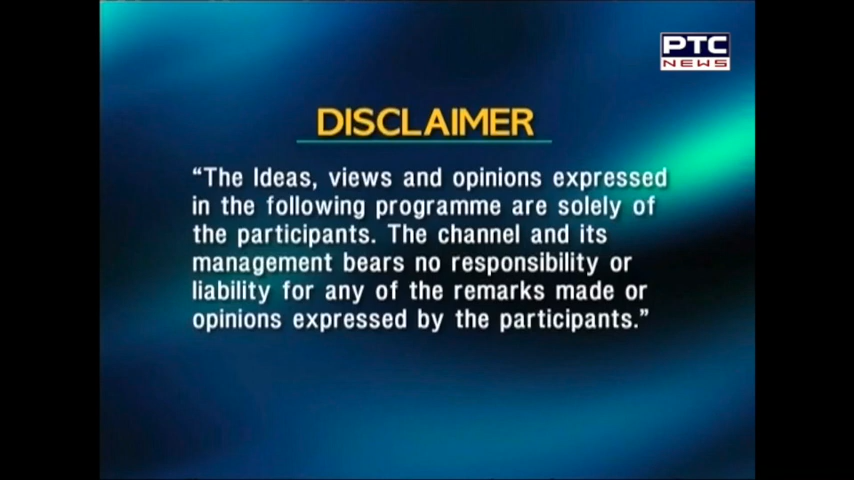 PTC
NEWS
DISCLAIMER
“The Ideas, views and opinions expressed
in the following programme are solely of
the participants. The channel and its
management bears no responsibility or
liability for any of the remarks made or
opinions expressed by the participants.”